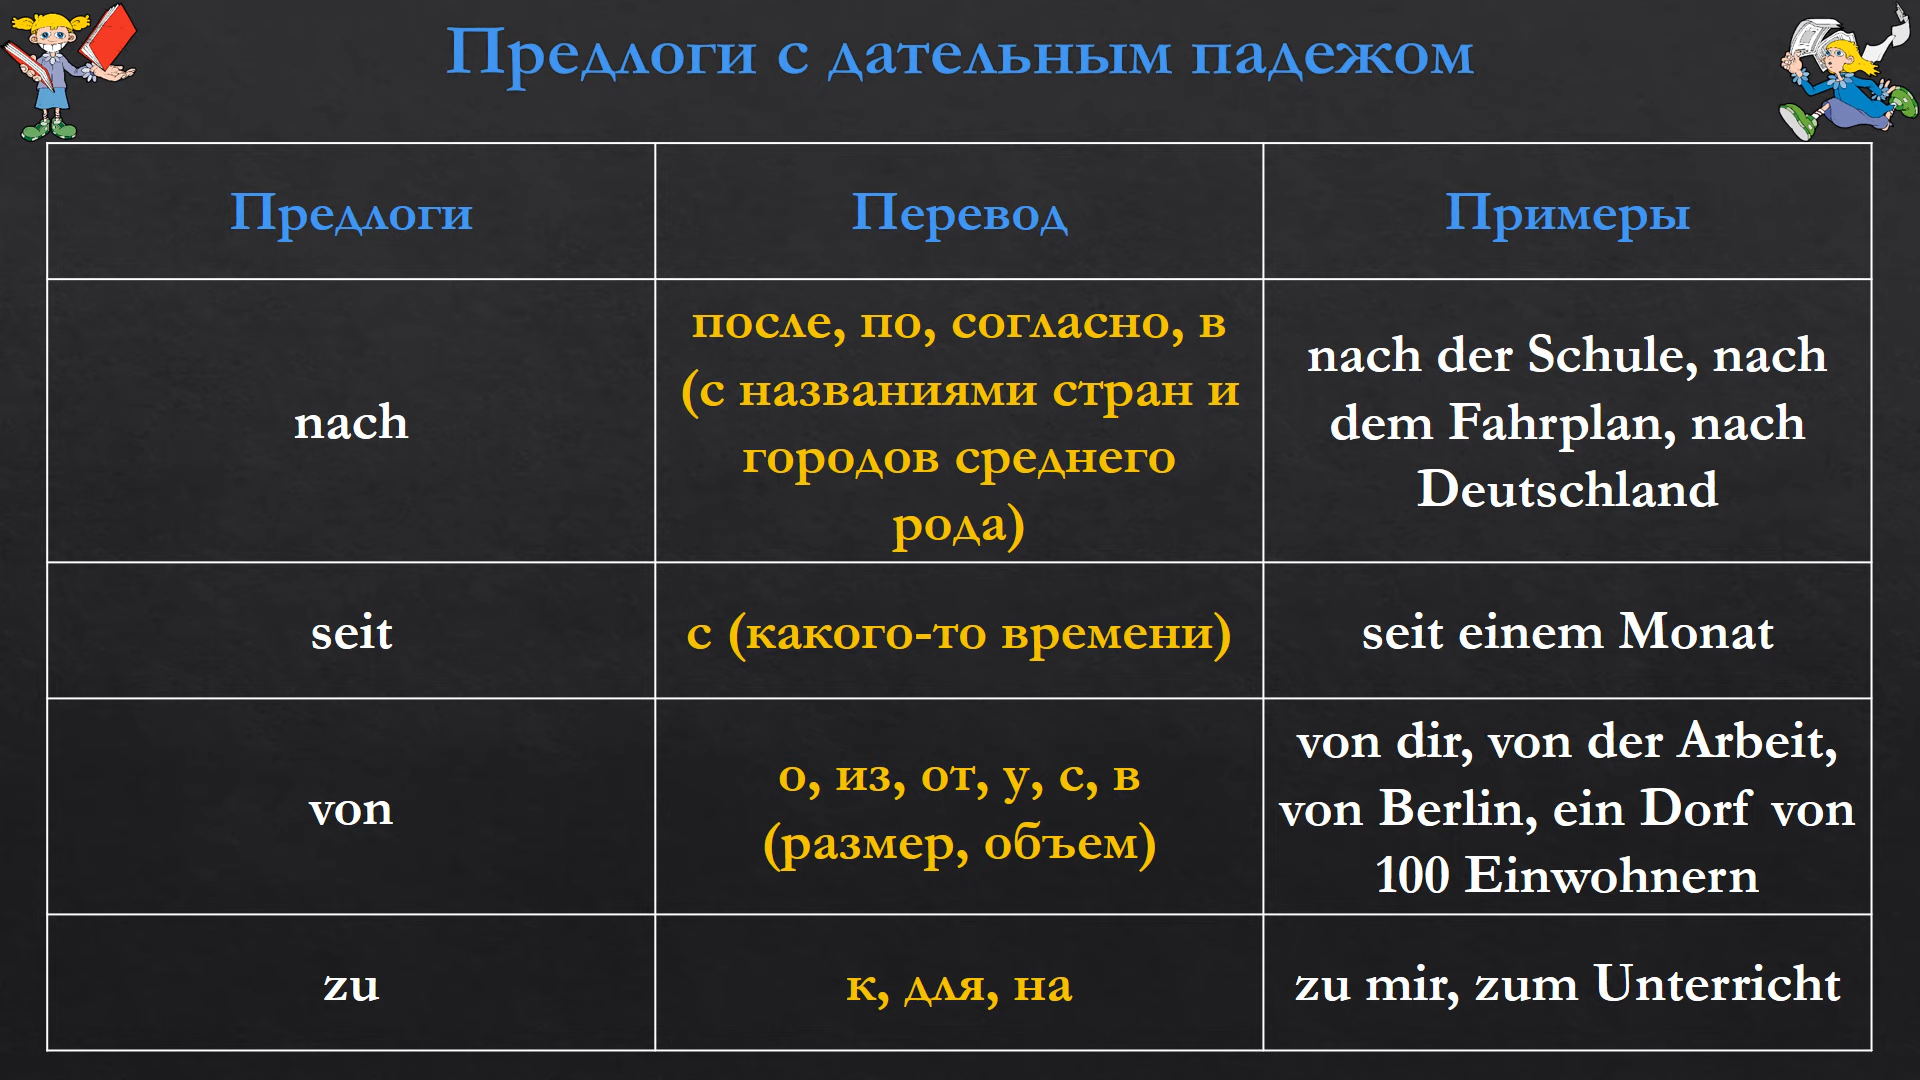 Предлоги с дательным падежом
Предлоги
Перевод
Примеры
nach
после, по, согласно, в
(с названиями стран и
городов среднего
рода)
nach der Schule, nach
dem Fahrplan, nach
Deutschland
seit
с (какого-то времени)
seit einem Monat
von
о, из, от, у, с, в
(размер, объем)
von dir, von der Arbeit,
von Berlin, ein Dorf von
100 Einwohnern
zu
к, для, на
zu mir, zum Unterricht